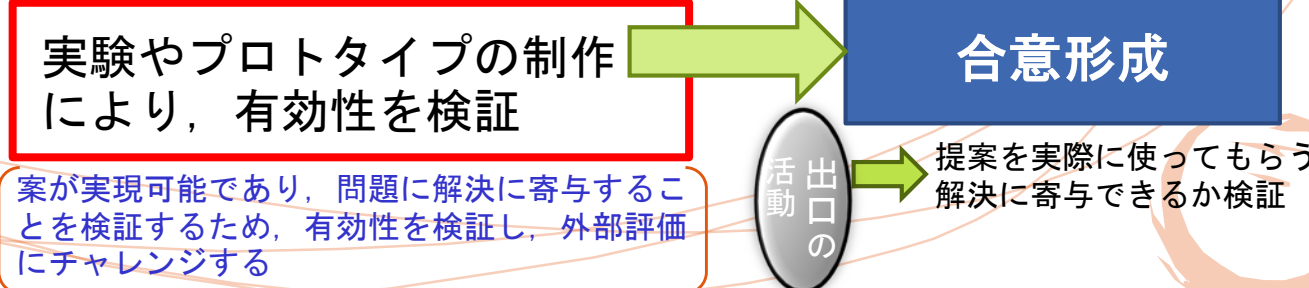 実験やプロトタイプの制作
により，有効性を検証
合意形成
案が実現可能であり，問題に解決に寄与するこ
とを検証するため，有効性を検証し，外部評価
にチャレンジする
出口の
活動
提案を実際に使ってもらう
解決に寄与できるか検証